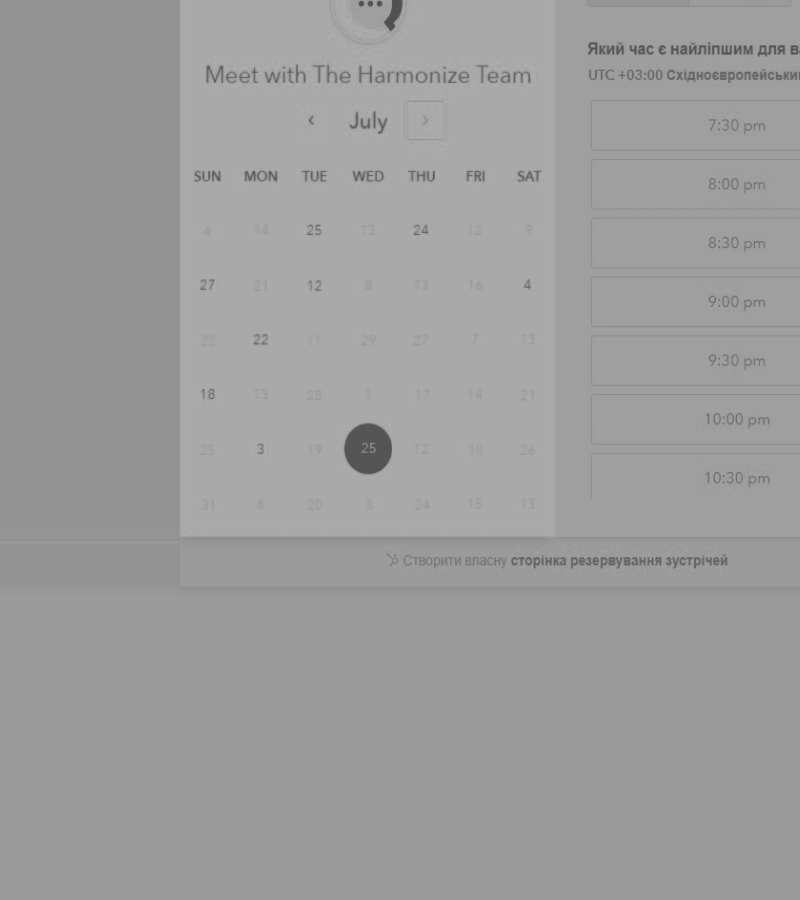 Meet with The Harmonize Team
‹ July ›
SUN MON TUE WED THU FRI SAT
4 14 25 13 24 12 9
27 21 12 8 13 16 4
22 22 11 29 27 7 13
18 13 28 1 17 14 21
25 3 19 25 12 10 26
31 6 20 3 24 15 13
Який час є найліпшим для
UTC +03:00 Східноєвропейськи
7:30 pm
8:00 pm
8:30 pm
9:00 pm
9:30 pm
10:00 pm
10:30 pm
Створити власну сторінка резервування зустрічей